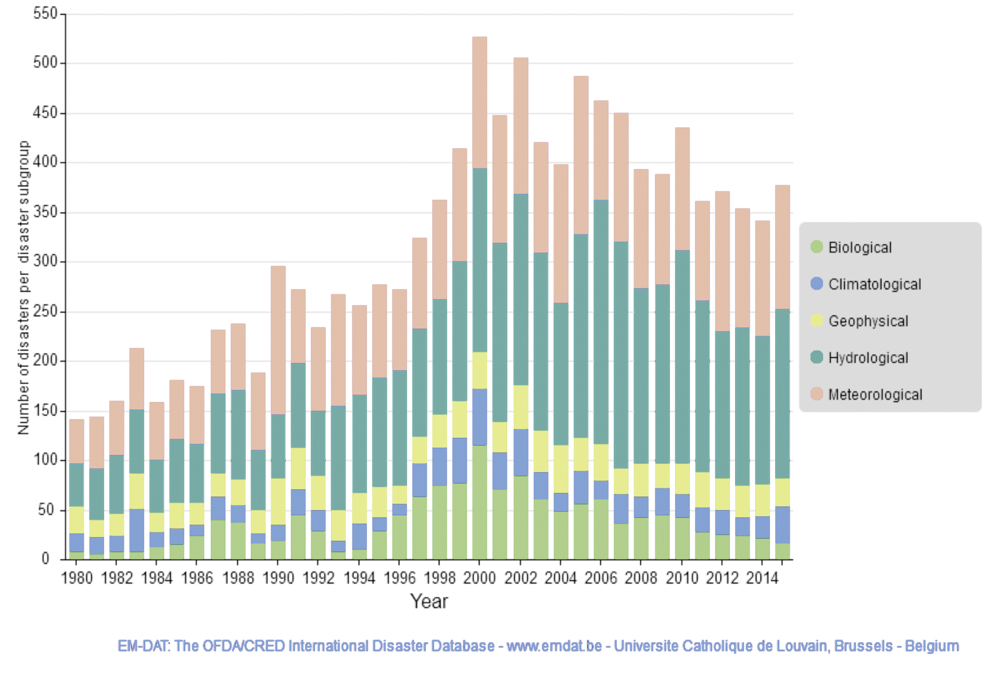 550
500
450
400
350
300
250
200
150
100
50
0
Number of disasters per disaster subgroup
1980 1982 1984 1986 1988 1990 1992 1994 1996 1998 2000 2002 2004 2006 2008 2010 2012 2014
Year
Biological
Climatological
Geophysical
Hydrological
Meteorological
EM-DAT: The OFDA/CRED International Disaster Database - www.emdat.be - Universite Catholique de Louvain, Brussels - Belgium